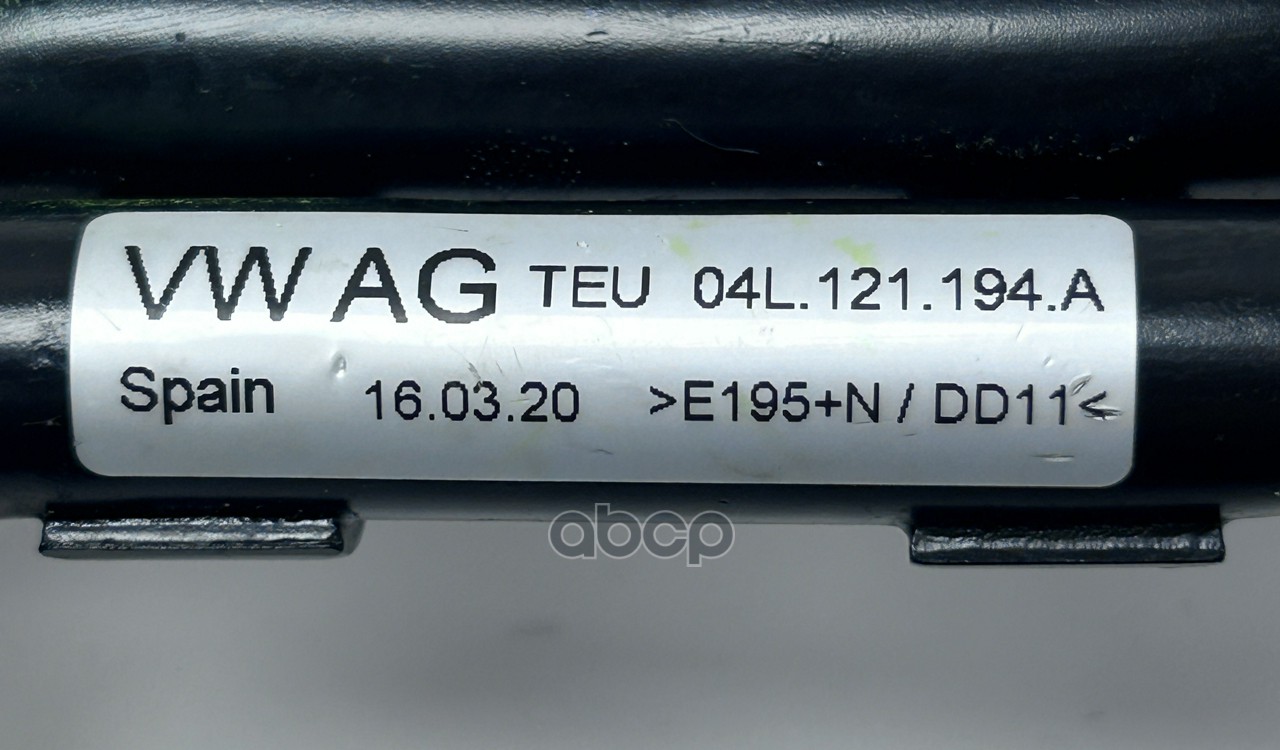 VW AG TEU 04L.121.194.A
Spain 16.03.20 >E195+N / DD11<
abcp